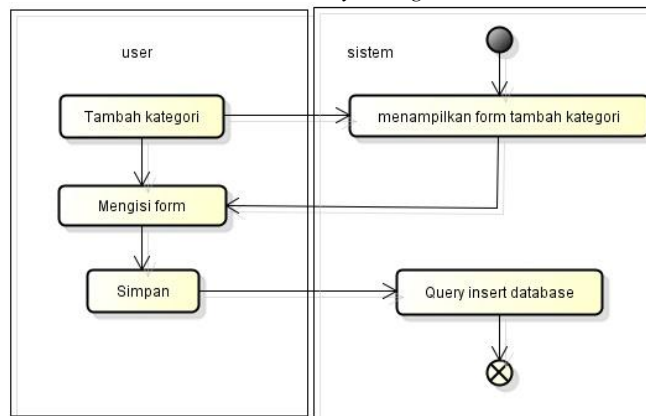 user
sistem
Tambah kategori
menampilkan form tambah kategori
Mengisi form
Simpan
Query insert database